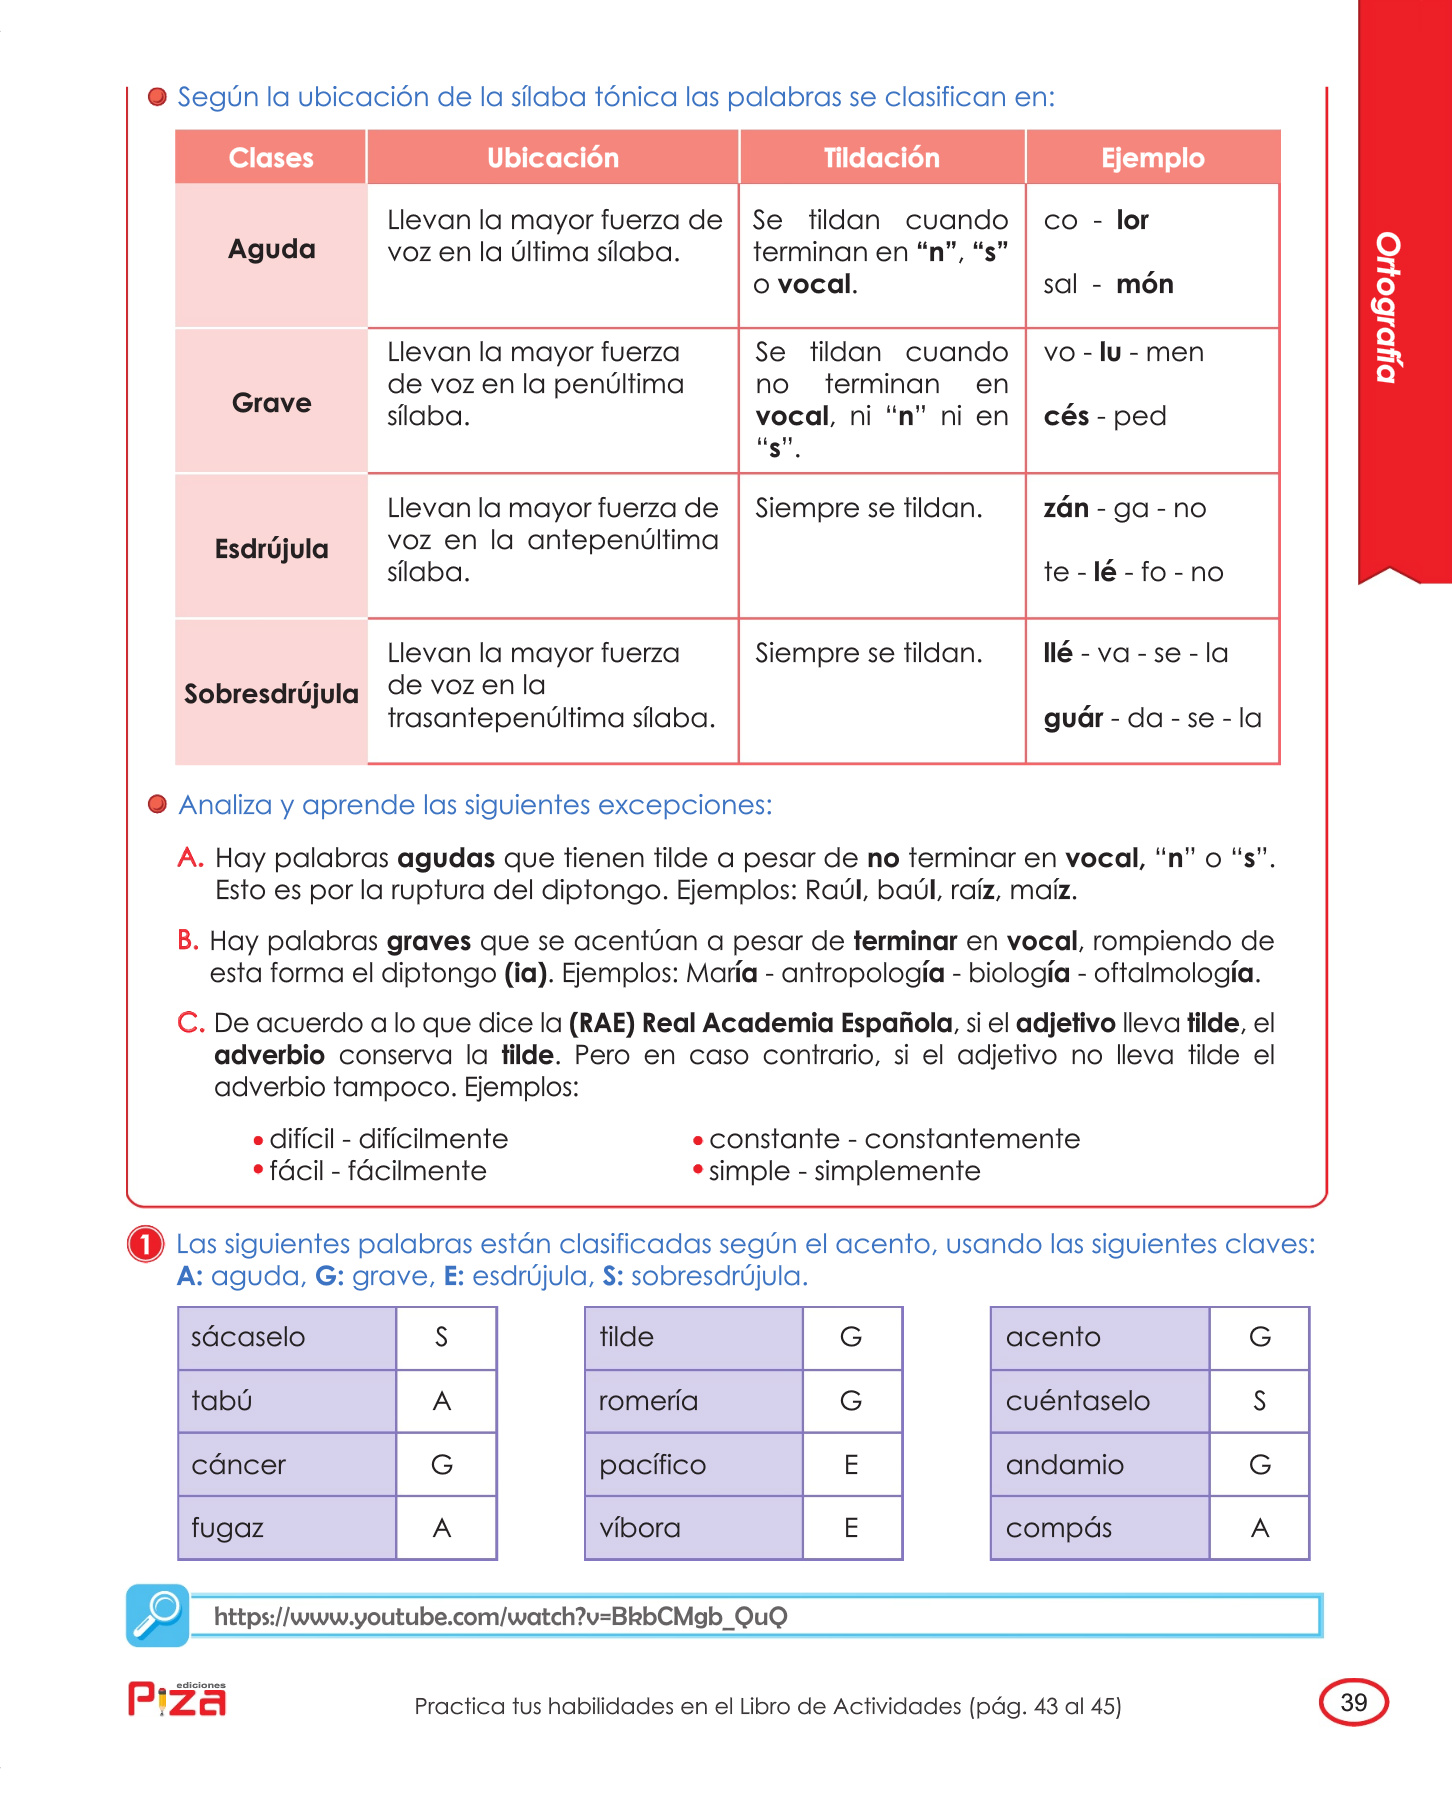 Ortografía
Según la ubicación de la sílaba tónica las palabras se clasifican en:
Clases
Ubicación
Tildación
Ejemplo
Aguda
Llevan la mayor fuerza de
voz en la última sílaba.
Se tildan cuando
terminan en “n”, “s”
o vocal.
co - lor
sal - món
Grave
Llevan la mayor fuerza
de voz en la penúltima
sílaba.
Se tildan cuando
no terminan en
vocal, ni “n” ni en
“s”.
vo - lu - men
cés - ped
Esdrújula
Llevan la mayor fuerza de
voz en la antepenúltima
sílaba.
Siempre se tildan.
zán - ga - no
te - lé - fo - no
Sobresdrújula
Llevan la mayor fuerza
de voz en la
trasantepenúltima sílaba.
Siempre se tildan.
llé - va - se - la
guár - da - se - la
Analiza y aprende las siguientes excepciones:
A. Hay palabras agudas que tienen tilde a pesar de no terminar en vocal, “n” o “s”.
Esto es por la ruptura del diptongo. Ejemplos: Raúl, baúl, raíz, maíz.
B. Hay palabras graves que se acentúan a pesar de terminar en vocal, rompiendo de
esta forma el diptongo (ia). Ejemplos: María - antropología - biología - oftalmología.
C. De acuerdo a lo que dice la (RAE) Real Academia Española, si el adjetivo lleva tilde, el
adverbio conserva la tilde. Pero en caso contrario, si el adjetivo no lleva tilde el
adverbio tampoco. Ejemplos:
• difícil - difícilmente
• fácil - fácilmente
• constante - constantemente
• simple - simplemente
1 Las siguientes palabras están clasificadas según el acento, usando las siguientes claves:
A: aguda, G: grave, E: esdrújula, S: sobresdrújula.
sácaselo S
tabú A
cáncer G
fugaz A
tilde G
romería G
pacífico E
víbora E
acento G
cuéntaselo S
andamio G
compás A
https://www.youtube.com/watch?v=BkbCMgb_QuQ
ediciones
Piza
Practica tus habilidades en el Libro de Actividades (pág. 43 al 45)
39